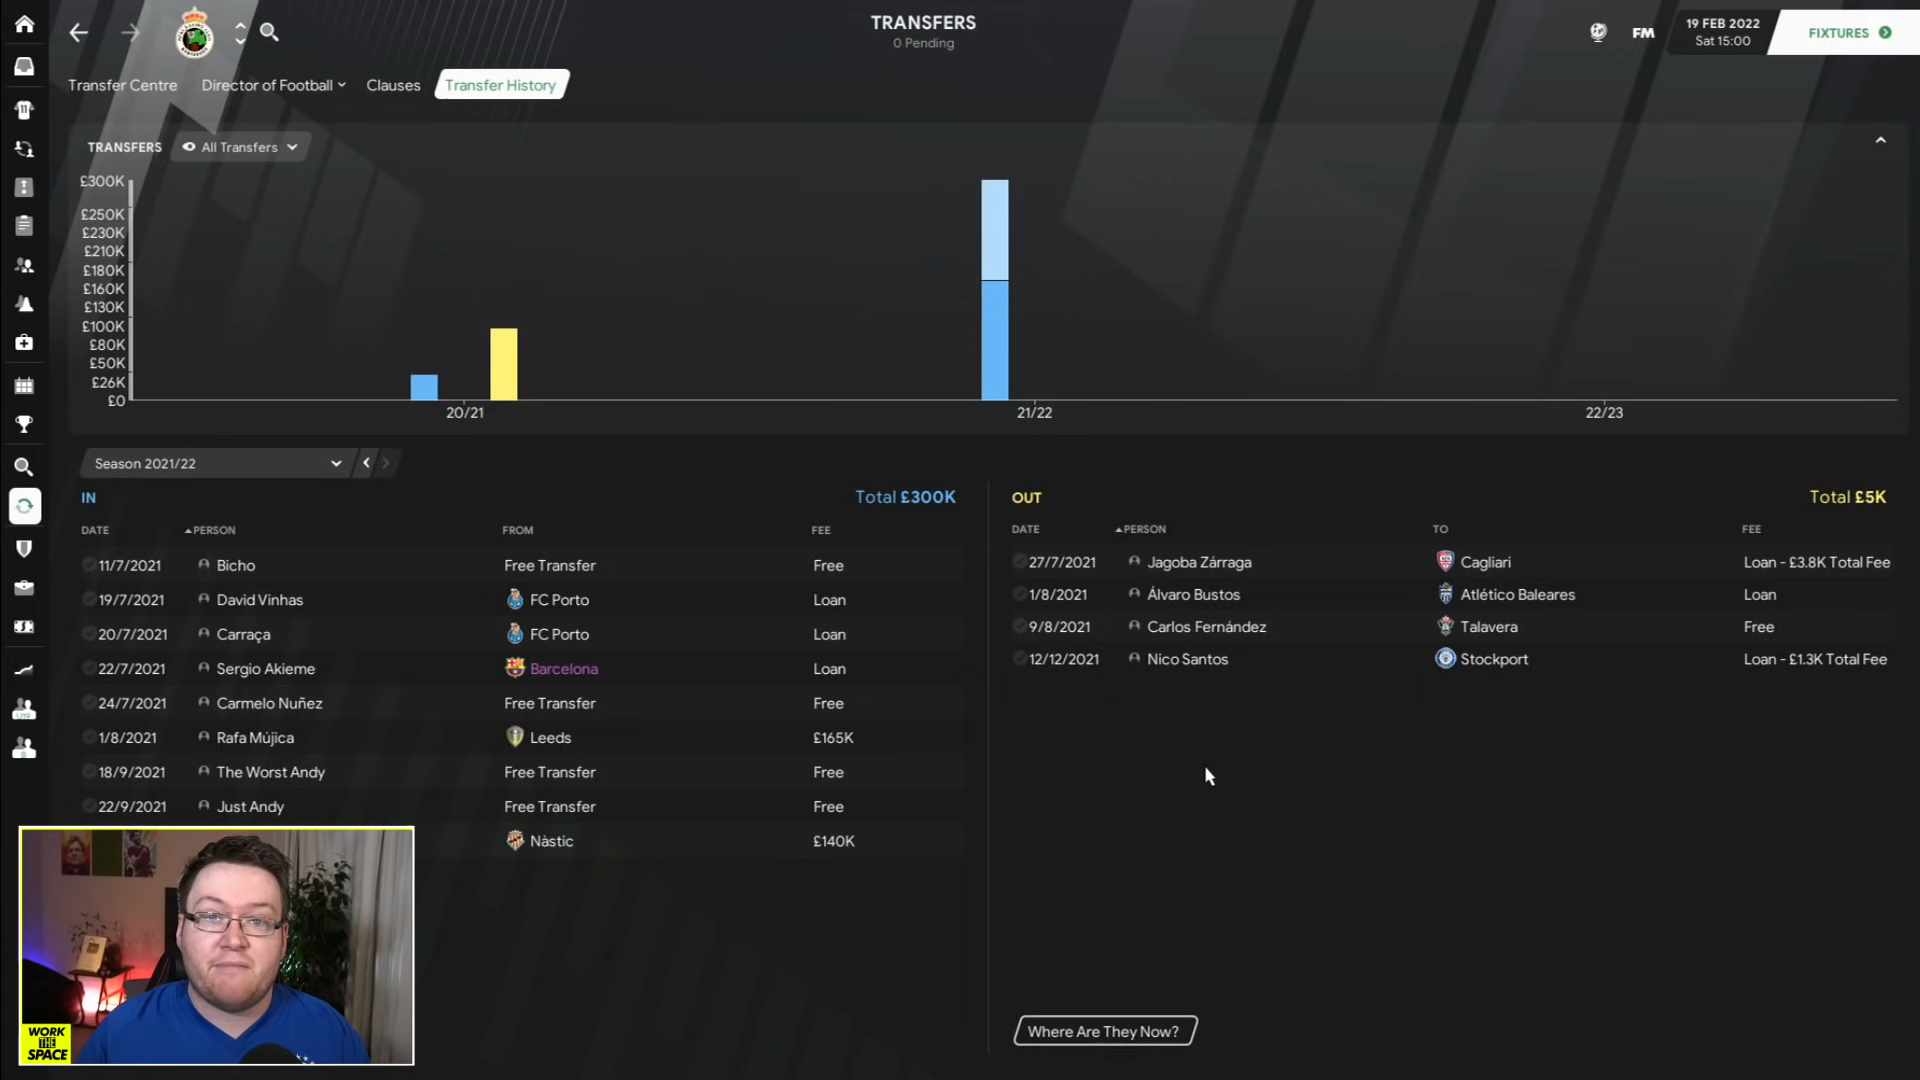 TRANSFERS
0 Pending
FM
19 FEB 2022
Sat 15:00
FIXTURES
Transfer Centre
Director of Football
Clauses
Transfer History
TRANSFERS
All Transfers
£300K
£250K
£230K
£210K
£180K
£160K
£130K
£100K
£80K
£50K
£26K
£0
20/21
21/22
22/23
Season 2021/22
IN
Total £300K
DATE PERSON FROM FEE
11/7/2021 Bicho Free Transfer Free
19/7/2021 David Vinhas FC Porto Loan
20/7/2021 Carraça FC Porto Loan
22/7/2021 Sergio Akieme Barcelona Loan
24/7/2021 Carmelo Nuñez Free Transfer Free
1/8/2021 Rafa Mújica Leeds £165K
18/9/2021 The Worst Andy Free Transfer Free
22/9/2021 Just Andy Free Transfer Free
Nàstic £140K
OUT
Total £5K
DATE PERSON TO FEE
27/7/2021 Jagoba Zárraga Cagliari Loan - £3.8K Total Fee
1/8/2021 Álvaro Bustos Atlético Baleares Loan
9/8/2021 Carlos Fernández Talavera Free
12/12/2021 Nico Santos Stockport Loan - £1.3K Total Fee
Where Are They Now?
WORK
THE
SPACE